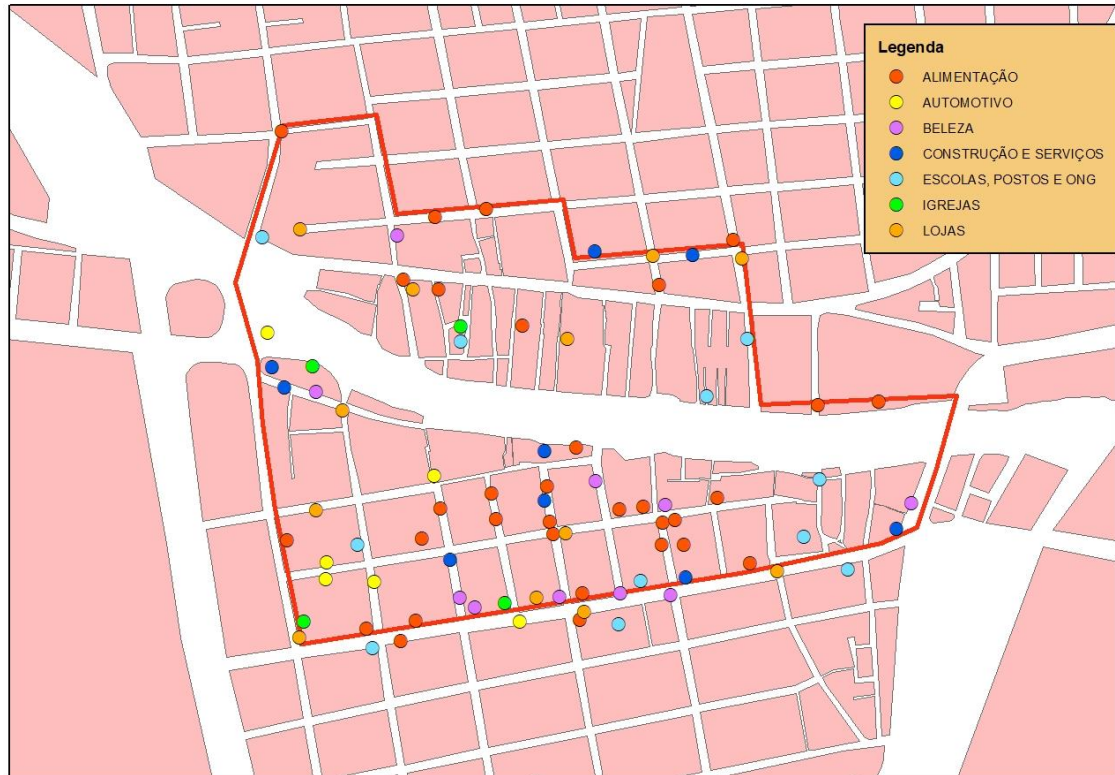 Legenda
ALIMENTAÇÃO
AUTOMOTIVO
BELEZA
CONSTRUÇÃO E SERVIÇOS
ESCOLAS, POSTOS E ONG
IGREJAS
LOJAS